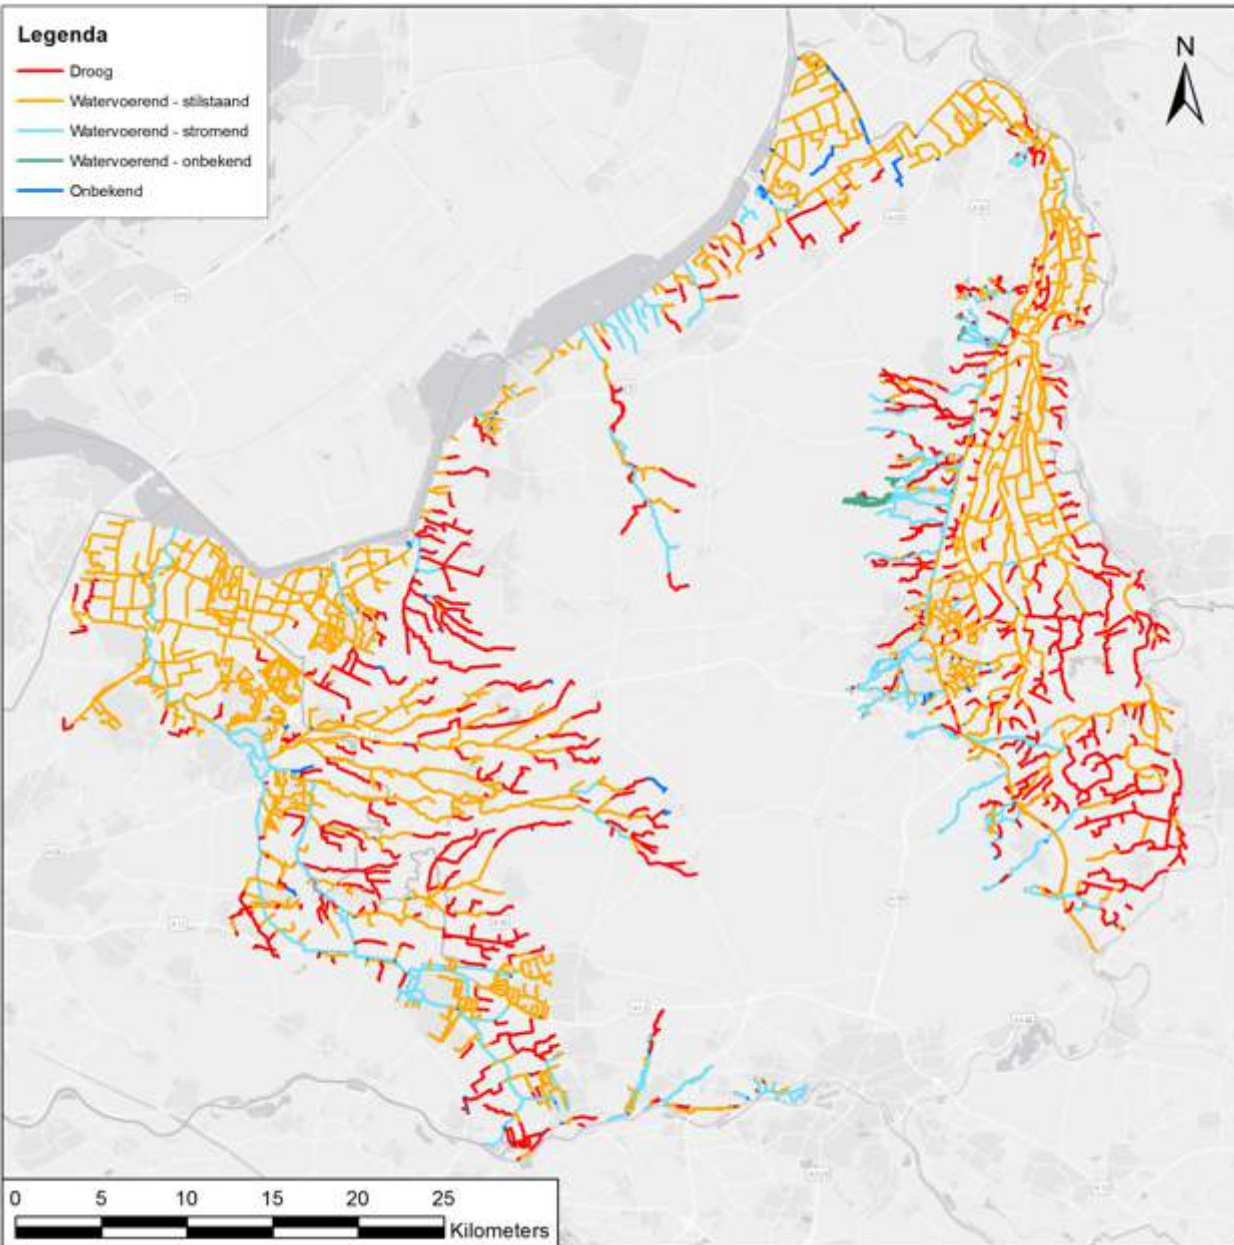 Legenda
Droog
Watervoerend - stilstaand
Watervoerend - stromend
Watervoerend - onbekend
Onbekend
N
0 5 10 15 20 25
Kilometers